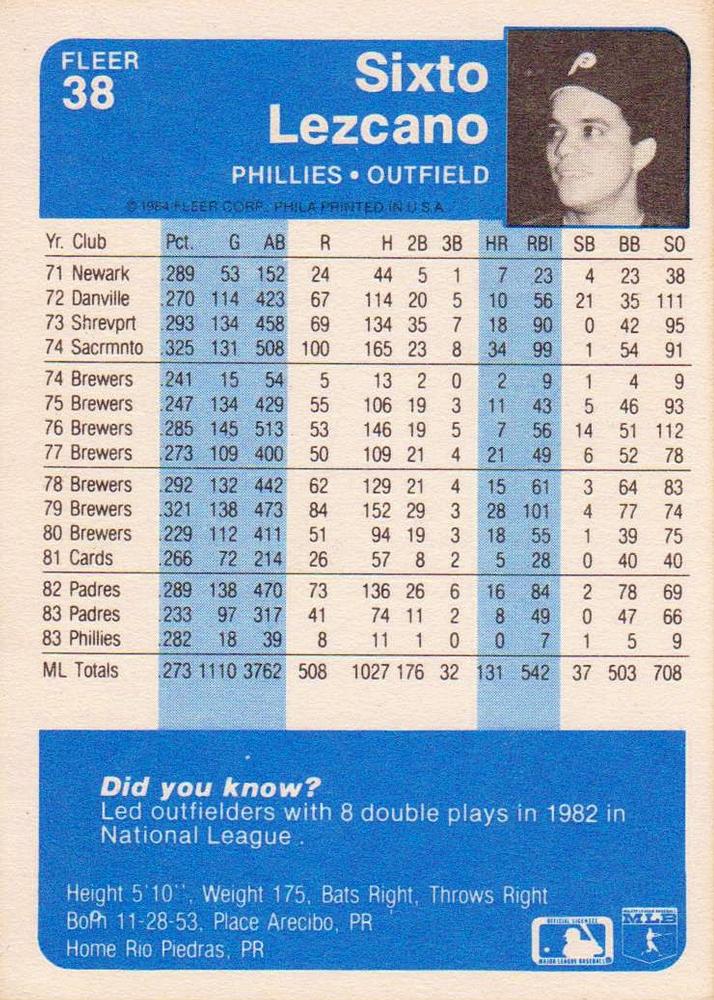 FLEER
38
Sixto
Lezcano
PHILLIES • OUTFIELD
© 1984 FLEER CORP. PHILA PRINTED IN U.S.A.
Yr. Club Pct. G AB R H 2B 3B HR RBI SB BB SO
71 Newark .289 53 152 24 44 5 1 7 23 4 23 38
72 Danville .270 114 423 67 114 20 5 10 56 21 35 111
73 Shrevprt .293 134 458 69 134 35 7 18 90 0 42 95
74 Sacrmnto .325 131 508 100 165 23 8 34 99 1 54 91
74 Brewers .241 15 54 5 13 2 0 2 9 1 4 9
75 Brewers .247 134 429 55 106 19 3 11 43 5 46 93
76 Brewers .285 145 513 53 146 19 5 7 56 14 51 112
77 Brewers .273 109 400 50 109 21 4 21 49 6 52 78
78 Brewers .292 132 442 62 129 21 4 15 61 3 64 83
79 Brewers .321 138 473 84 152 29 3 28 101 4 77 74
80 Brewers .229 112 411 51 94 19 3 18 55 1 39 75
81 Cards .266 72 214 26 57 8 2 5 28 0 40 40
82 Padres .289 138 470 73 136 26 6 16 84 2 78 69
83 Padres .233 97 317 41 74 11 2 8 49 0 47 66
83 Phillies .282 18 39 8 11 1 0 0 7 1 5 9
ML Totals .273 1110 3762 508 1027 176 32 131 542 37 503 708
Did you know?
Led outfielders with 8 double plays in 1982 in
National League .
Height 5'10'', Weight 175, Bats Right, Throws Right
Born 11-28-53, Place Arecibo, PR
Home Rio Piedras, PR
OFFICIAL LICENSEE
MAJOR LEAGUE BASEBALL
MLB